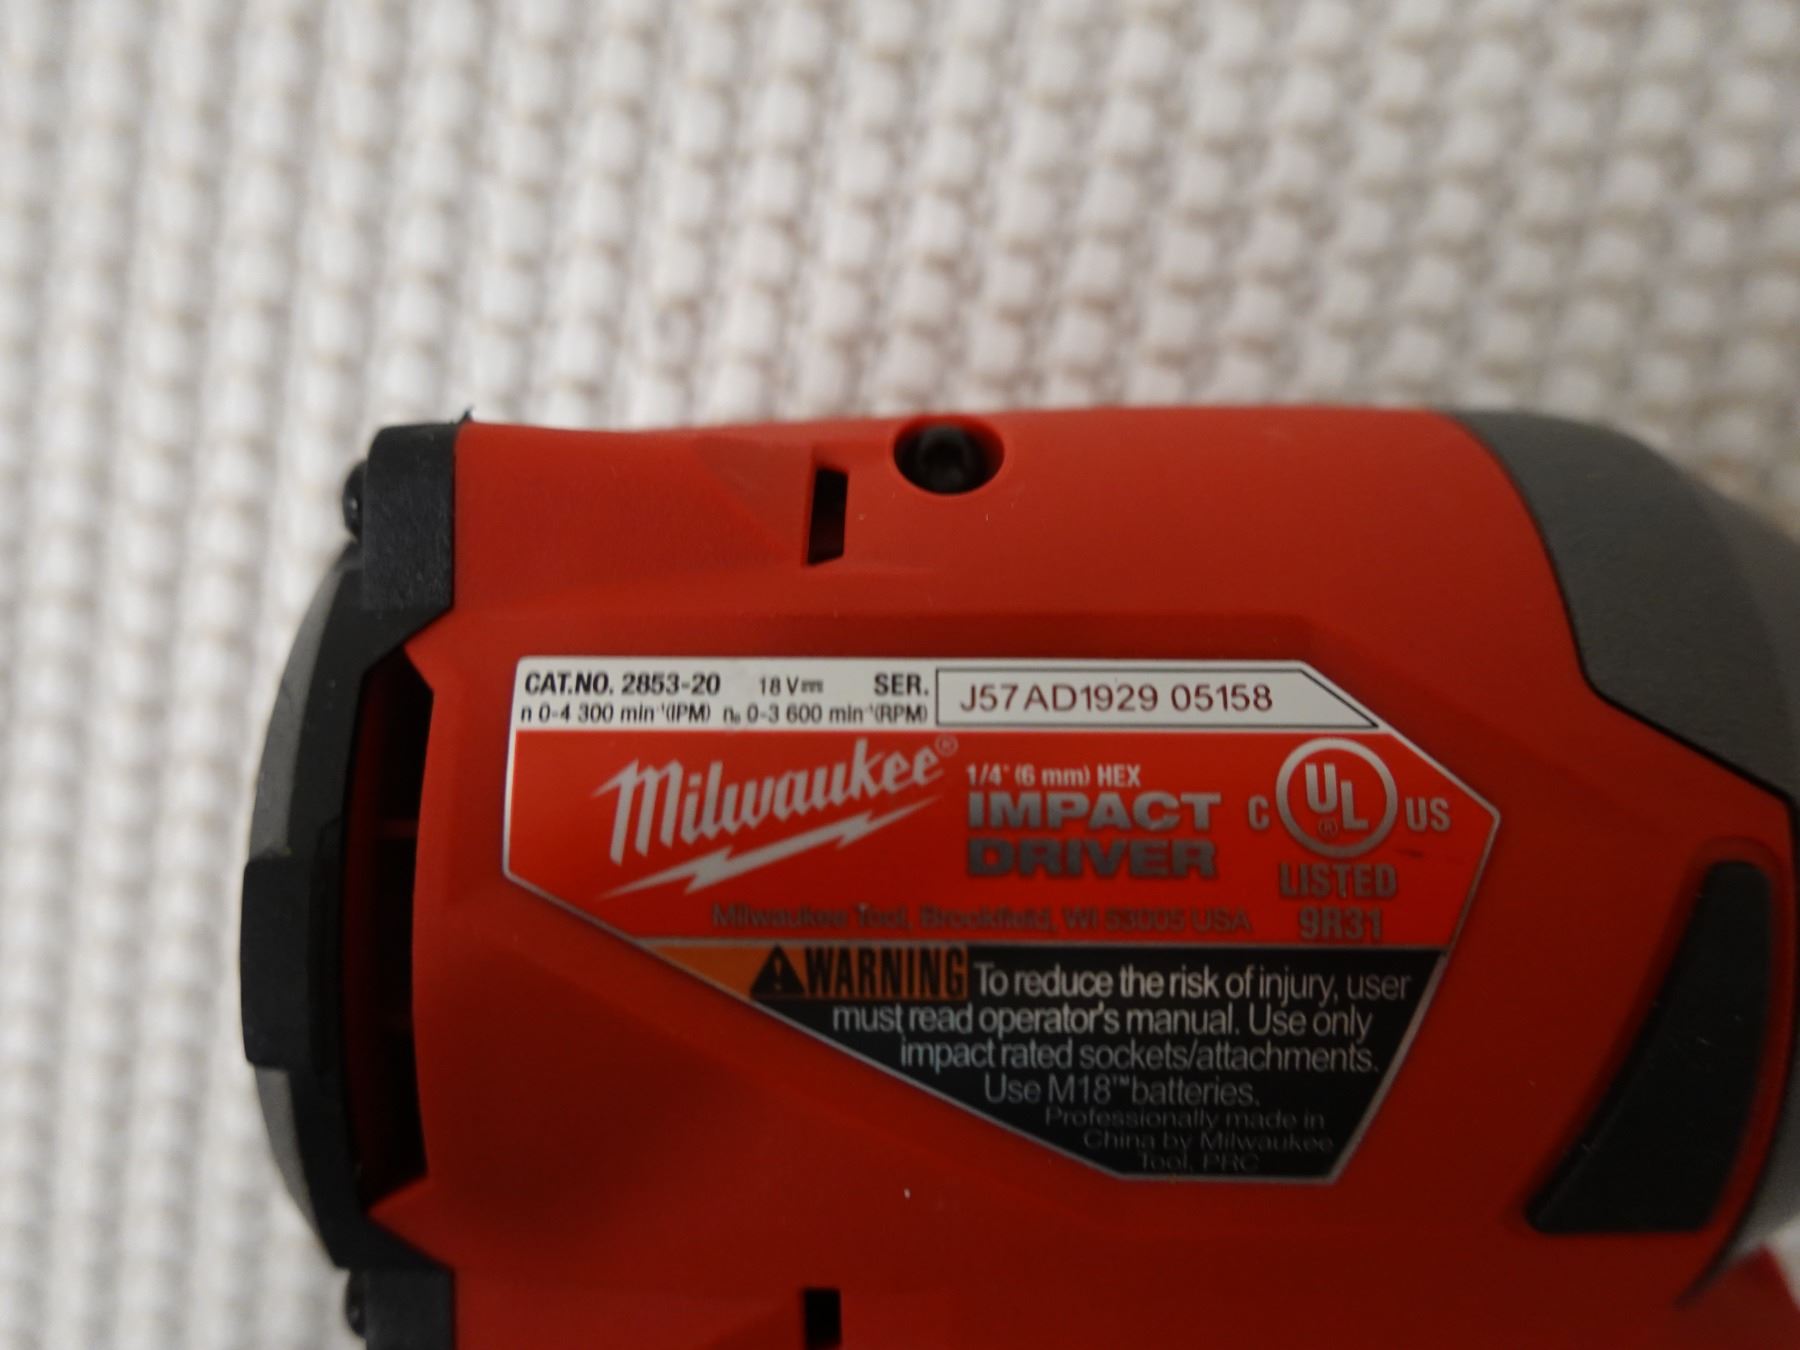 CAT.NO. 2853-20 18 V⎓ SER. J57AD1929 05158
n 0-4 300 min⁻¹(IPM) n₀ 0-3 600 min⁻¹(RPM)
Milwaukee®
1/4" (6 mm) HEX
IMPACT
DRIVER
C UL® US
LISTED
9R31
Milwaukee Tool, Brookfield, WI 53005 USA
WARNING To reduce the risk of injury, user
must read operator's manual. Use only
impact rated sockets/attachments.
Use M18™ batteries.
Professionally made in
China by Milwaukee
Tool, PRC